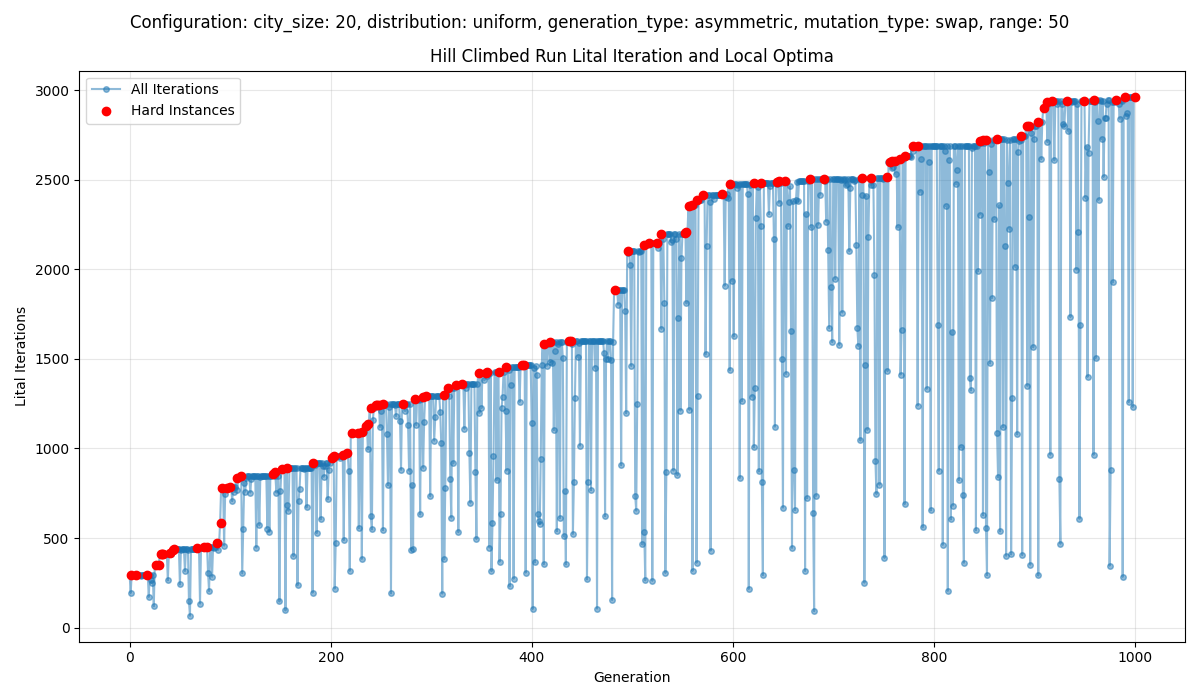 Configuration: city_size: 20, distribution: uniform, generation_type: asymmetric, mutation_type: swap, range: 50
Hill Climbed Run Lital Iteration and Local Optima
All Iterations
Hard Instances
3000
2500
2000
1500
1000
500
0
Lital Iterations
0 200 400 600 800 1000
Generation